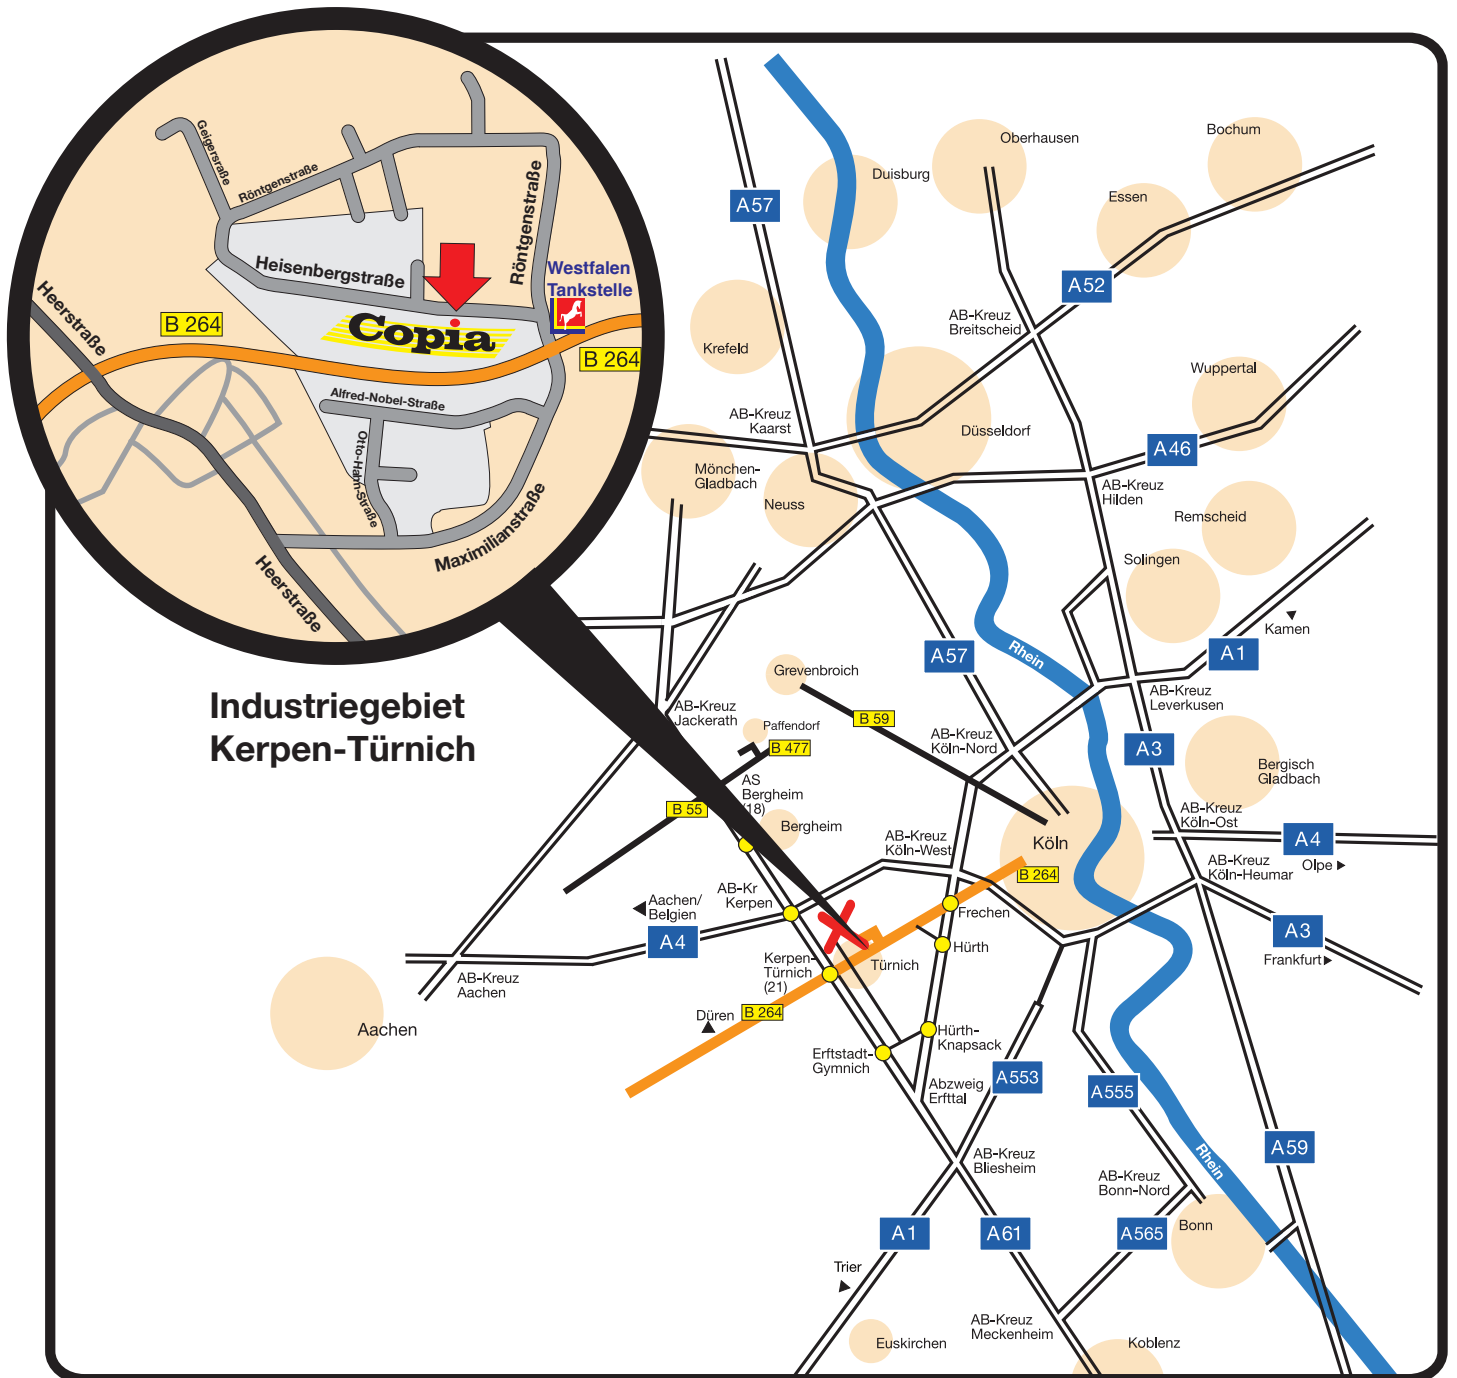 Geigersraße
Röntgenstraße
Röntgenstraße
Heisenbergstraße
Westfalen
Tankstelle
Heerstraße
B 264
Copia
B 264
Alfred-Nobel-Straße
Otto-Hahn-Straße
Maximilianstraße
Heerstraße
Industriegebiet
Kerpen-Türnich
Oberhausen
Bochum
Duisburg
Essen
A57
A52
AB-Kreuz
Breitscheid
Krefeld
Wuppertal
AB-Kreuz
Kaarst
Düsseldorf
A46
Mönchen-
Gladbach
Neuss
AB-Kreuz
Hilden
Remscheid
Solingen
Kamen
A1
A57
Rhein
Grevenbroich
AB-Kreuz
Leverkusen
AB-Kreuz
Jackerath
Paffendorf
B 59
B 477
AB-Kreuz
Köln-Nord
A3
Bergisch
Gladbach
AS
Bergheim
(18)
B 55
Bergheim
AB-Kreuz
Köln-West
Köln
AB-Kreuz
Köln-Ost
A4
Olpe
AB-Kreuz
Köln-Heumar
B 264
AB-Kr
Kerpen
Aachen/
Belgien
A4
Frechen
A3
Frankfurt
Hürth
Kerpen-
Türnich
(21)
Türnich
AB-Kreuz
Aachen
Aachen
Düren
B 264
Hürth-
Knapsack
Erftstadt-
Gymnich
A553
A555
Abzweig
Erfttal
AB-Kreuz
Bliesheim
Rhein
A59
AB-Kreuz
Bonn-Nord
Bonn
A1
A61
A565
Trier
AB-Kreuz
Meckenheim
Euskirchen
Koblenz